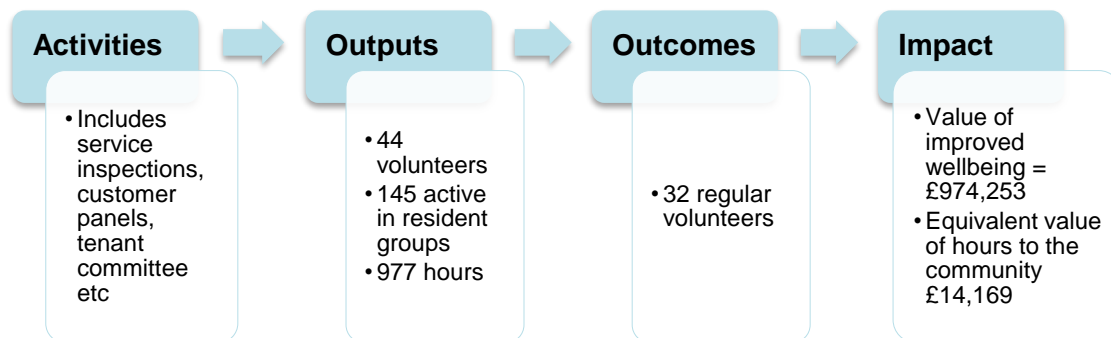 Activities
• Includes
service
inspections,
customer
panels,
tenant
committee
etc
Outputs
• 44
volunteers
• 145 active
in resident
groups
• 977 hours
Outcomes
• 32 regular
volunteers
Impact
• Value of
improved
wellbeing =
£974,253
• Equivalent value
of hours to the
community
£14,169